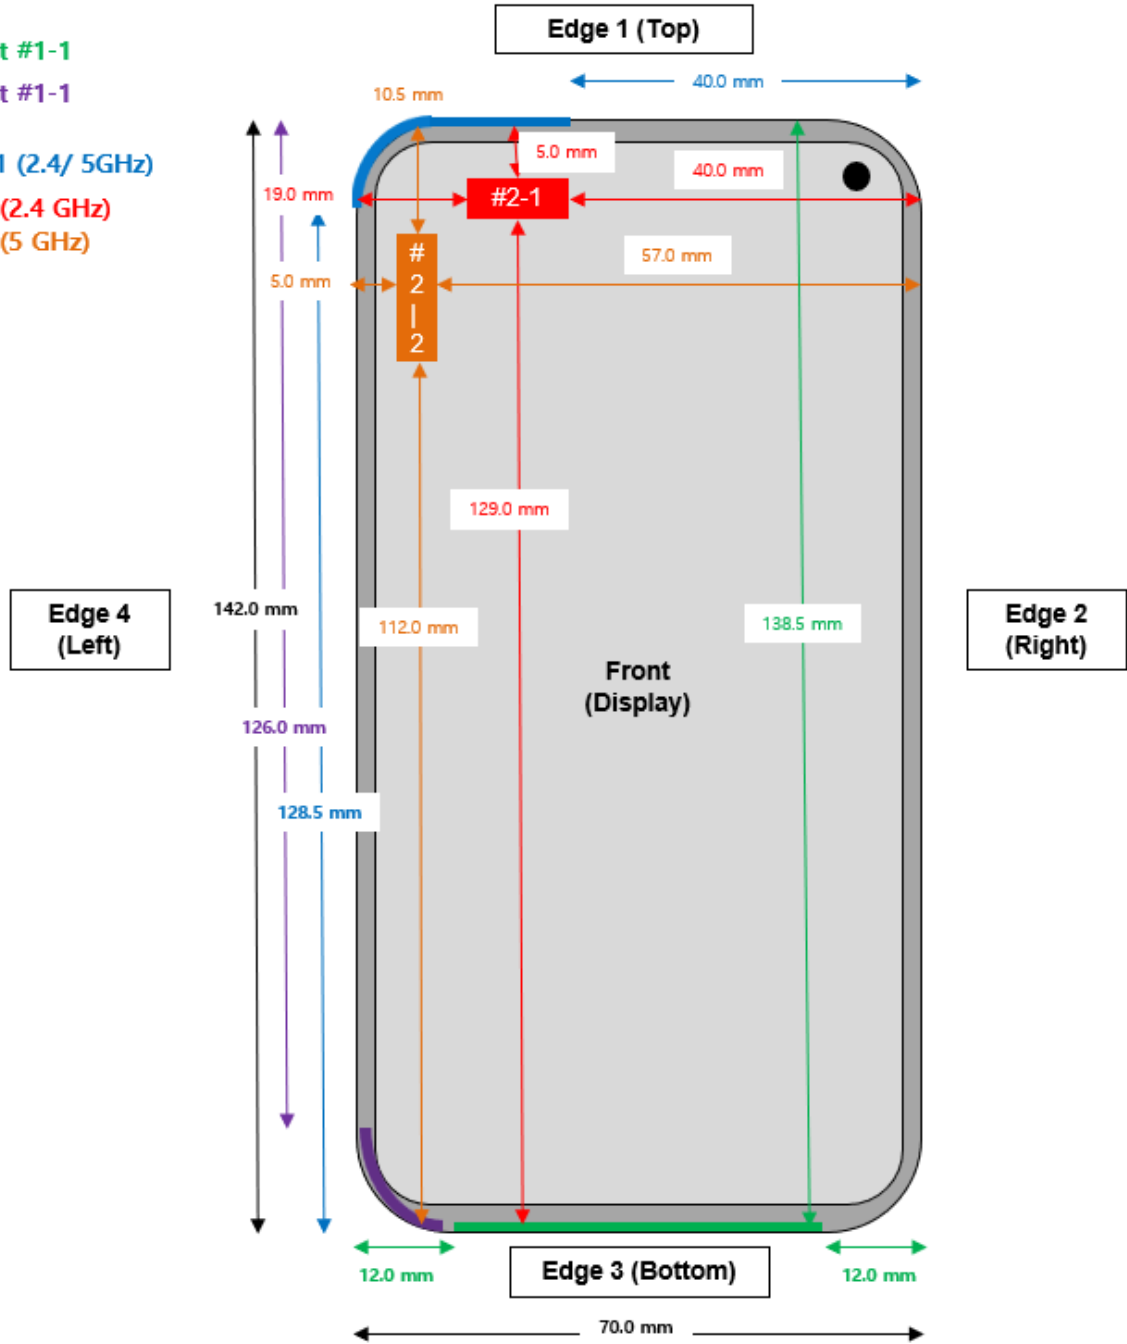 Edge 1 (Top)
t #1-1
t #1-1
1 (2.4/ 5GHz)
(2.4 GHz)
(5 GHz)
40.0 mm
10.5 mm
5.0 mm
40.0 mm
19.0 mm
#2-1
57.0 mm
5.0 mm
#
2
|
2
129.0 mm
142.0 mm
112.0 mm
138.5 mm
Edge 4
(Left)
Edge 2
(Right)
Front
(Display)
126.0 mm
128.5 mm
12.0 mm
Edge 3 (Bottom)
12.0 mm
70.0 mm